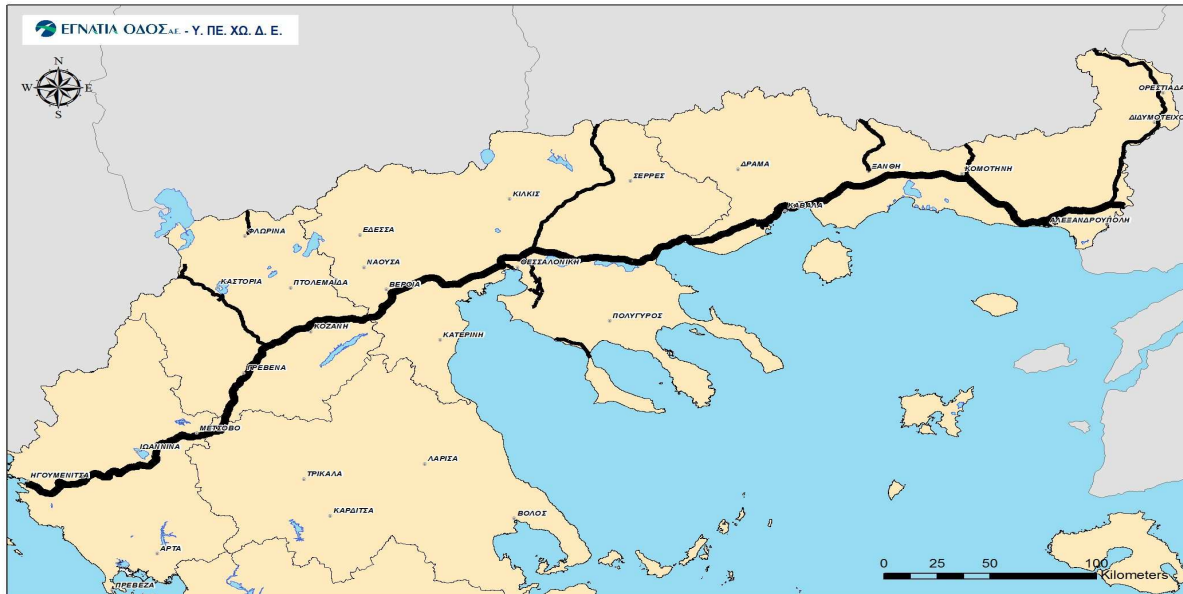 ΕΓΝΑΤΙΑ ΟΔΟΣ Α.Ε. - Υ. ΠΕ. ΧΩ. Δ. Ε.
N
W E
S
ΟΡΕΣΤΙΑΔΑ
ΔΙΔΥΜΟΤΕΙΧΟ
ΞΑΝΘΗ
ΚΟΜΟΤΗΝΗ
ΔΡΑΜΑ
ΣΕΡΡΕΣ
ΚΙΛΚΙΣ
ΚΑΒΑΛΑ
ΑΛΕΞΑΝΔΡΟΥΠΟΛΗ
ΦΛΩΡΙΝΑ
ΕΔΕΣΣΑ
ΝΑΟΥΣΑ
ΘΕΣΣΑΛΟΝΙΚΗ
ΚΑΣΤΟΡΙΑ
ΠΤΟΛΕΜΑΪΔΑ
ΒΕΡΟΙΑ
ΠΟΛΥΓΥΡΟΣ
ΚΟΖΑΝΗ
ΚΑΤΕΡΙΝΗ
ΓΡΕΒΕΝΑ
ΜΕΤΣΟΒΟ
ΙΩΑΝΝΙΝΑ
ΗΓΟΥΜΕΝΙΤΣΑ
ΛΑΡΙΣΑ
ΤΡΙΚΑΛΑ
ΚΑΡΔΙΤΣΑ
ΒΟΛΟΣ
ΑΡΤΑ
ΠΡΕΒΕΖΑ
0 25 50 100
Kilometers